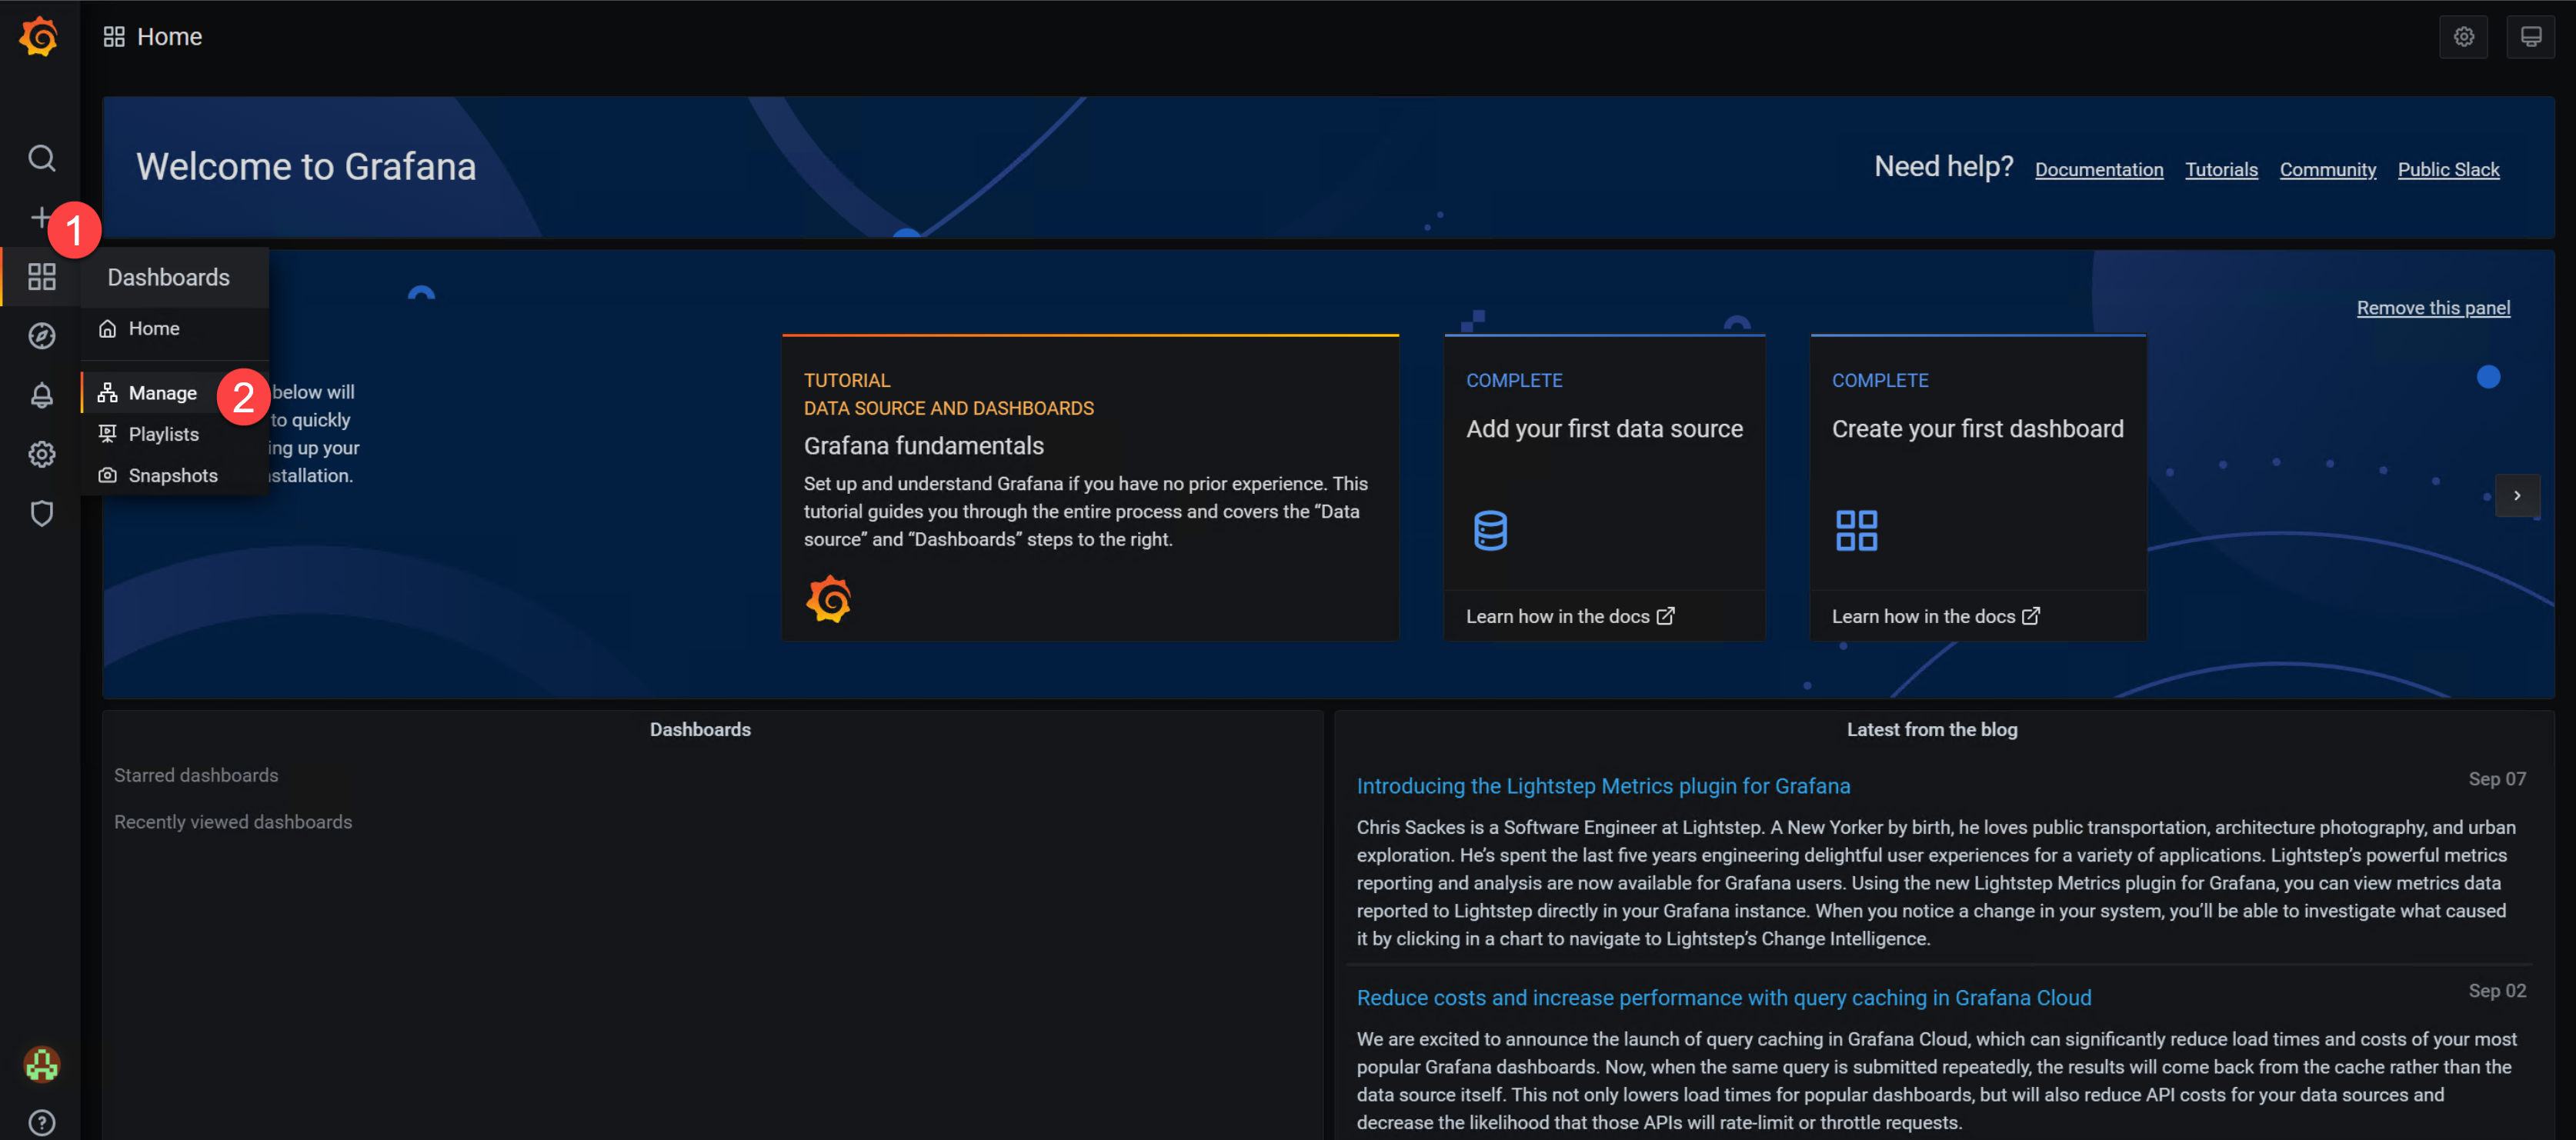 Home
Welcome to Grafana
Need help? Documentation Tutorials Community Public Slack
1
Dashboards
Home
Manage
2
Playlists
Snapshots
below will
to quickly
ing up your
stallation.
Remove this panel
TUTORIAL
DATA SOURCE AND DASHBOARDS
Grafana fundamentals
Set up and understand Grafana if you have no prior experience. This
tutorial guides you through the entire process and covers the “Data
source” and “Dashboards” steps to the right.
COMPLETE
Add your first data source
Learn how in the docs
COMPLETE
Create your first dashboard
Learn how in the docs
Dashboards
Starred dashboards
Recently viewed dashboards
Latest from the blog
Introducing the Lightstep Metrics plugin for Grafana
Sep 07
Chris Sackes is a Software Engineer at Lightstep. A New Yorker by birth, he loves public transportation, architecture photography, and urban
exploration. He’s spent the last five years engineering delightful user experiences for a variety of applications. Lightstep’s powerful metrics
reporting and analysis are now available for Grafana users. Using the new Lightstep Metrics plugin for Grafana, you can view metrics data
reported to Lightstep directly in your Grafana instance. When you notice a change in your system, you’ll be able to investigate what caused
it by clicking in a chart to navigate to Lightstep’s Change Intelligence.
Reduce costs and increase performance with query caching in Grafana Cloud
Sep 02
We are excited to announce the launch of query caching in Grafana Cloud, which can significantly reduce load times and costs of your most
popular Grafana dashboards. Now, when the same query is submitted repeatedly, the results will come back from the cache rather than the
data source itself. This not only lowers load times for popular dashboards, but will also reduce API costs for your data sources and
decrease the likelihood that those APIs will rate-limit or throttle requests.